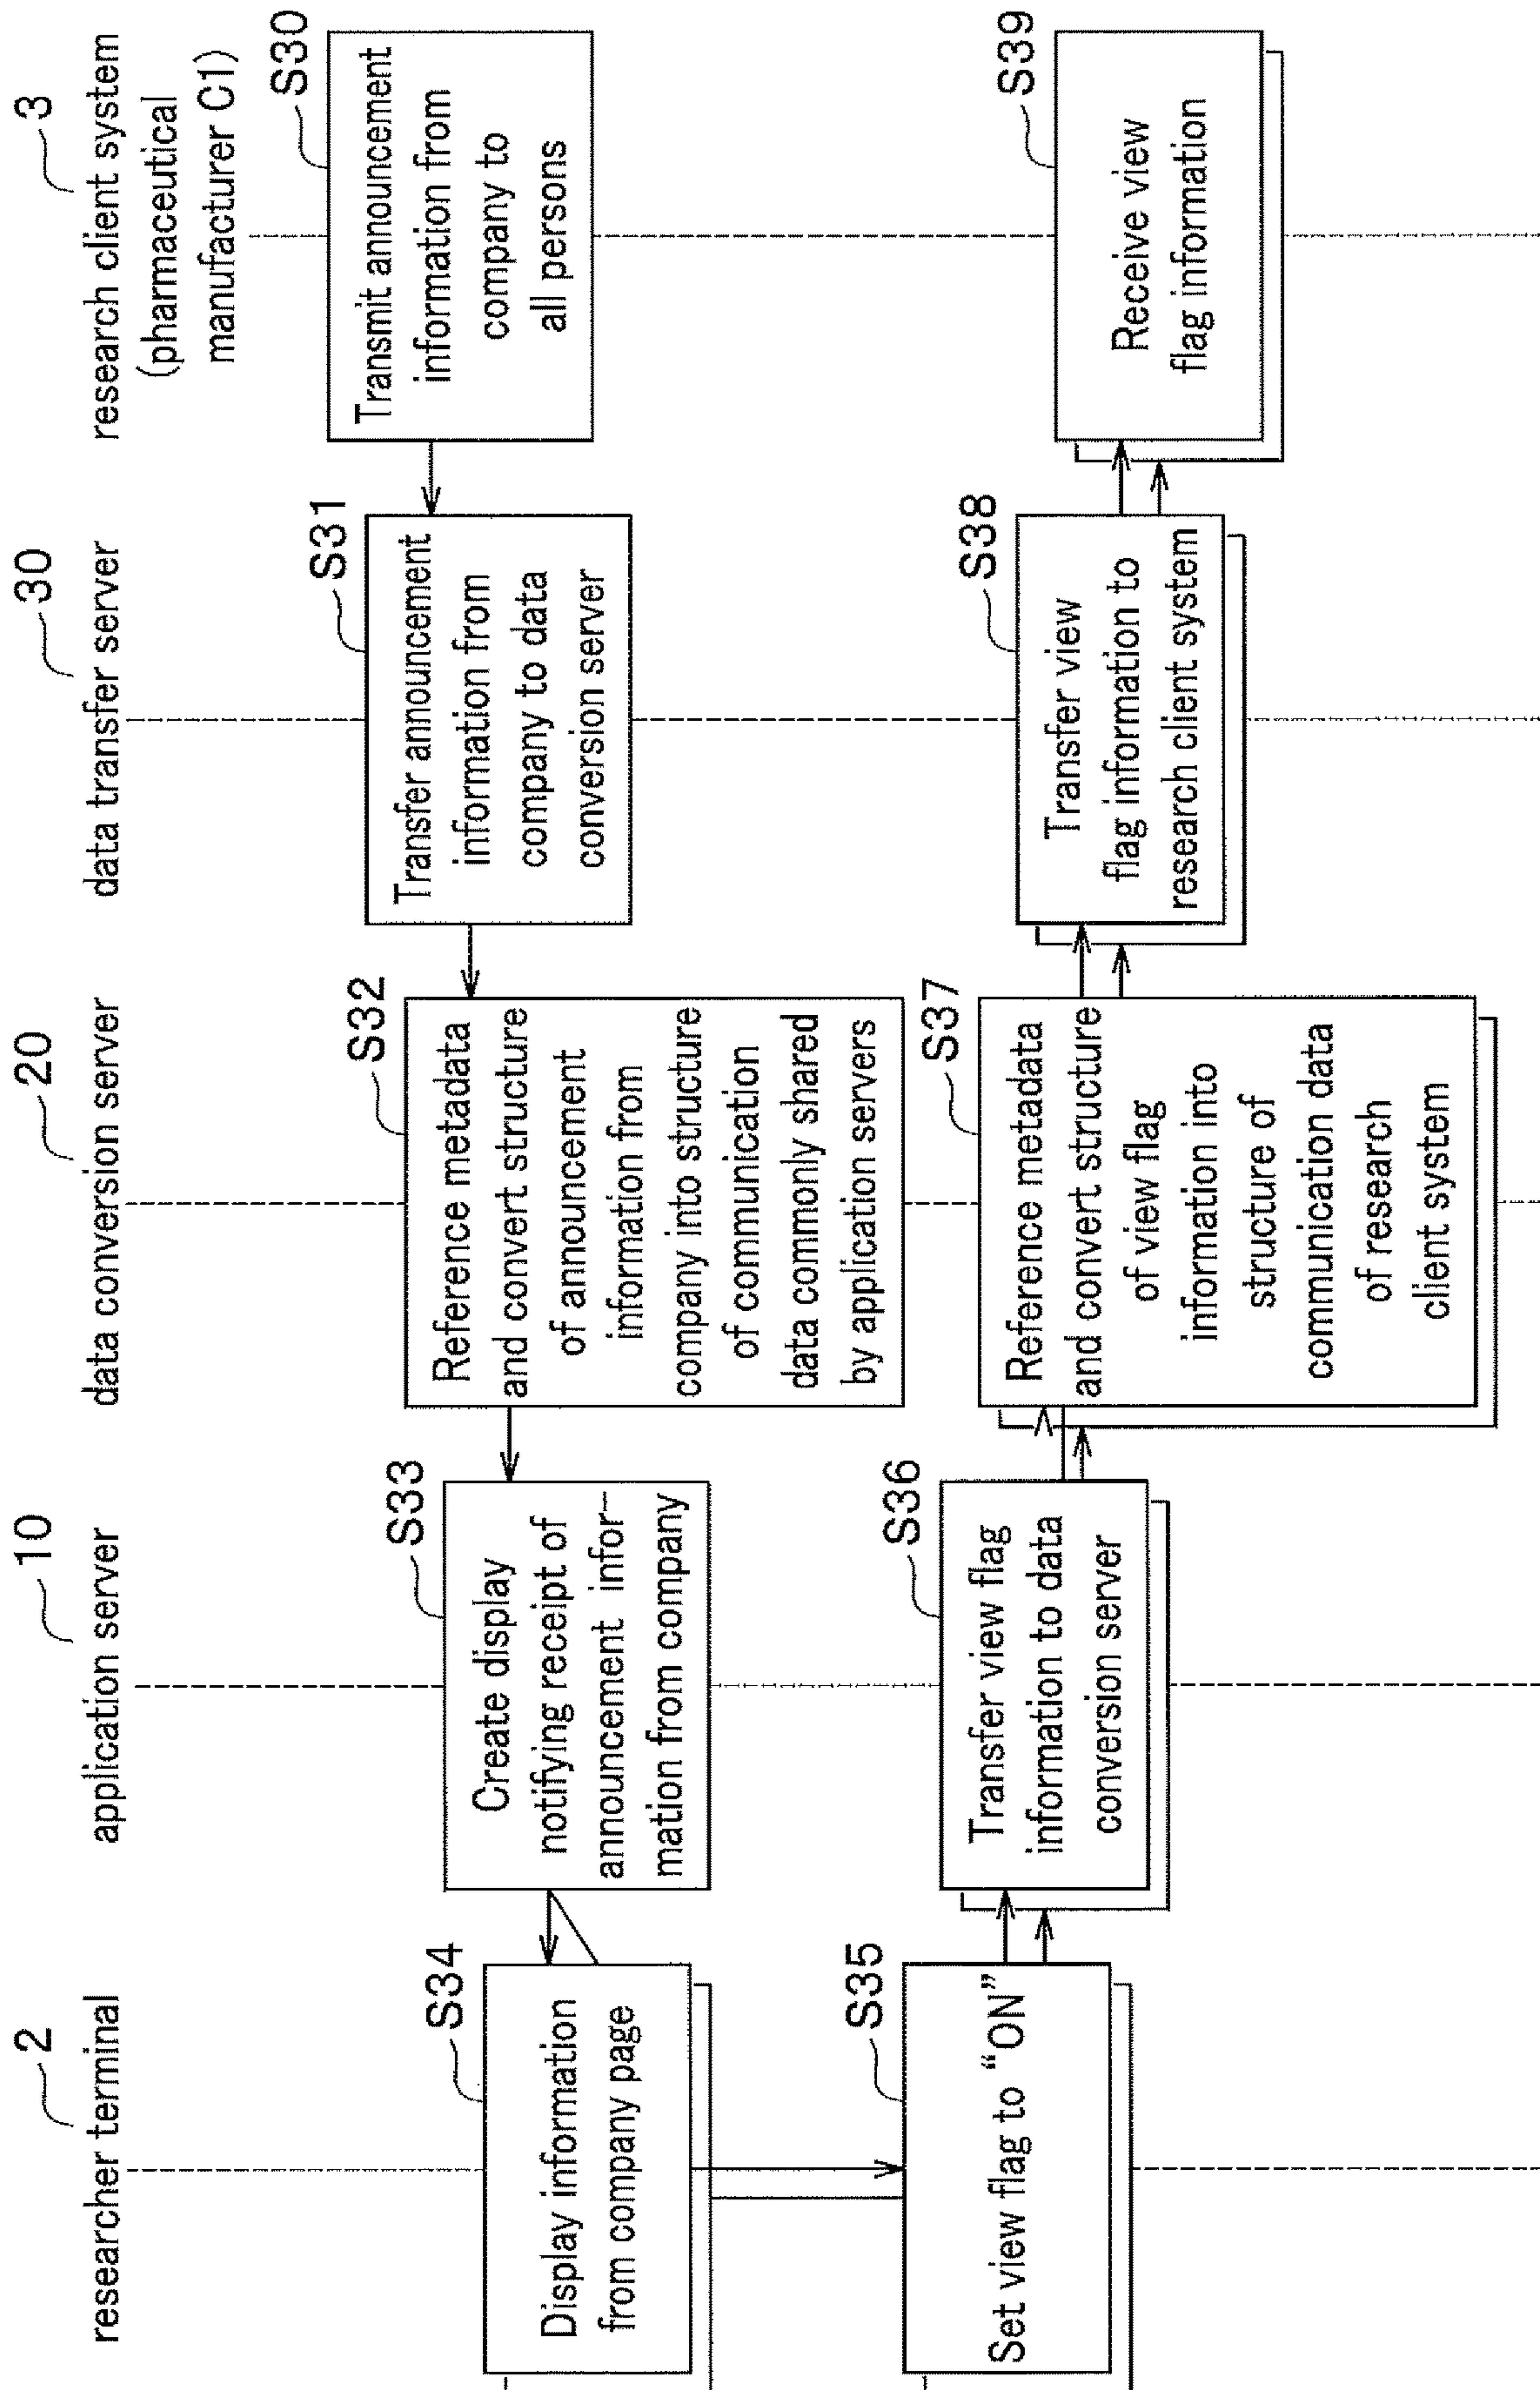 2
researcher terminal
10
application server
20
data conversion server
30
data transfer server
3
research client system
(pharmaceutical
manufacturer C1)
S30
Transmit announcement
information from
company to
all persons
S31
Transfer announcement
information from
company to data
conversion server
S32
Reference metadata
and convert structure
of announcement
information from
company into structure
of communication
data commonly shared
by application servers
S33
Create display
notifying receipt of
announcement infor-
mation from company
S34
Display information
from company page
S35
Set view flag to “ON”
S36
Transfer view flag
information to data
conversion server
S37
Reference metadata
and convert structure
of view flag
information into
structure of
communication data
of research
client system
S38
Transfer view
flag information to
research client system
S39
Receive view
flag information